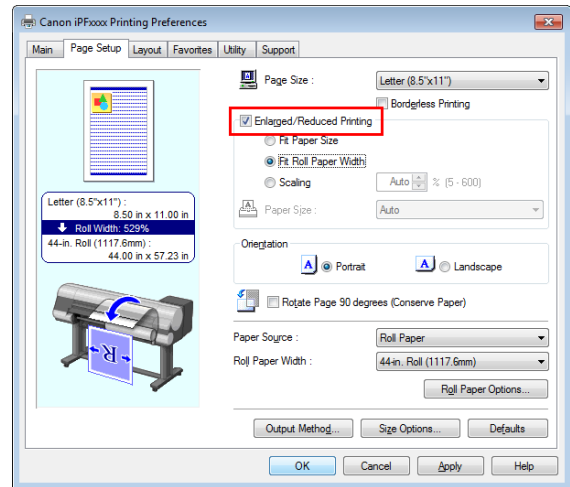 Canon iPFxxxx Printing Preferences
Main Page Setup Layout Favorites Utility Support
Page Size : Letter (8.5"x11")
Borderless Printing
Enlarged/Reduced Printing
Fit Paper Size
Fit Roll Paper Width
Scaling Auto % (5 - 600)
Paper Size : Auto
Letter (8.5"x11") :
8.50 in x 11.00 in
Roll Width: 529%
44-in. Roll (1117.6mm) :
44.00 in x 57.23 in
Orientation
A Portrait A Landscape
Rotate Page 90 degrees (Conserve Paper)
R
Paper Source : Roll Paper
Roll Paper Width : 44-in. Roll (1117.6mm)
Roll Paper Options...
Output Method... Size Options... Defaults
OK Cancel Apply Help